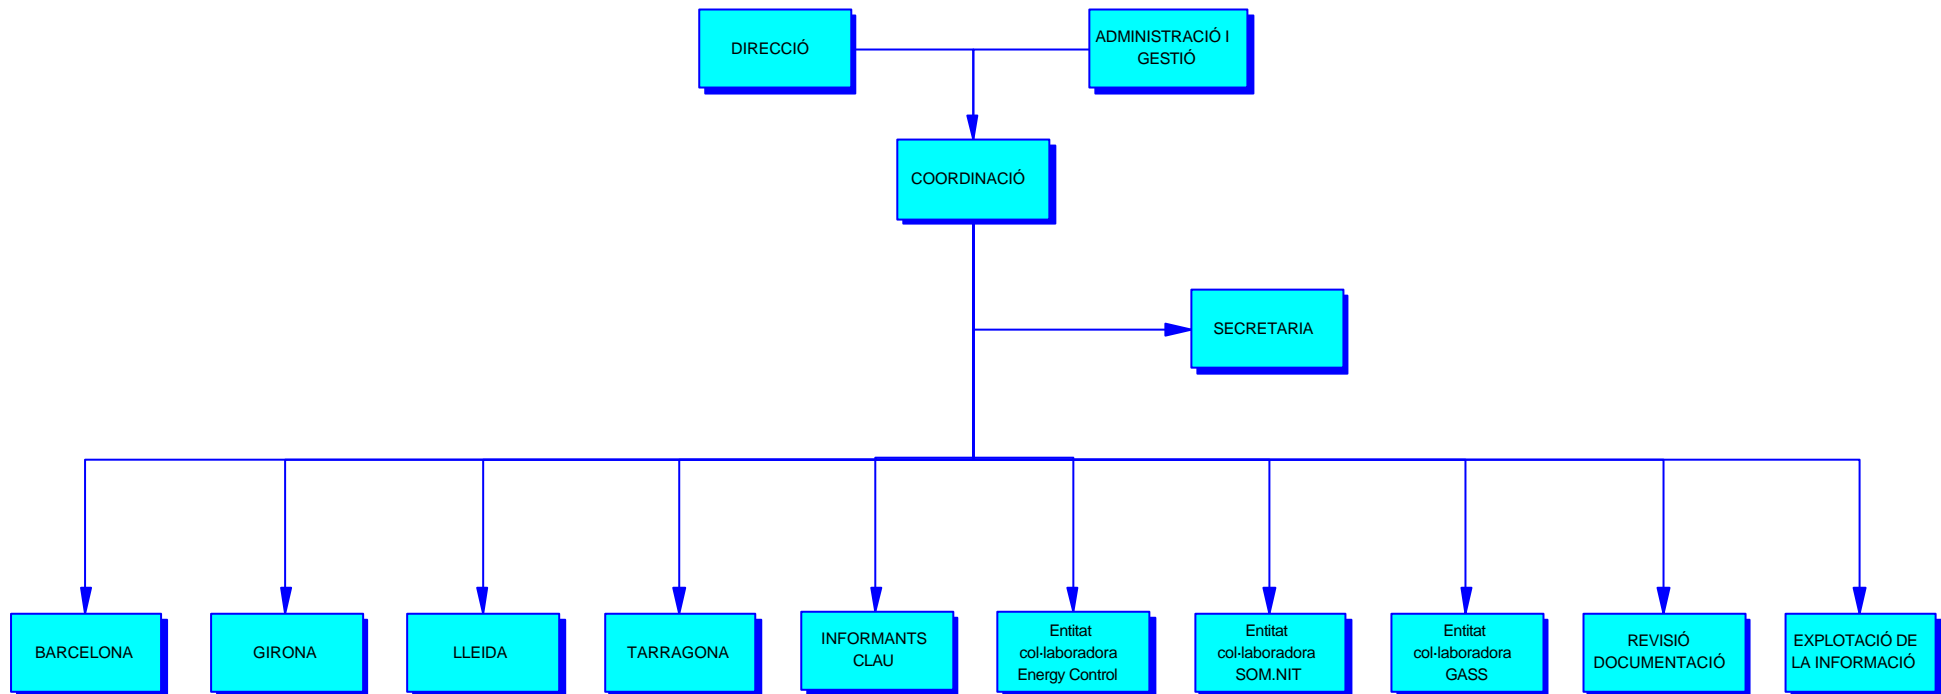 DIRECCIÓ
ADMINISTRACIÓ I
GESTIÓ
COORDINACIÓ
SECRETARIA
BARCELONA
GIRONA
LLEIDA
TARRAGONA
INFORMANTS
CLAU
Entitat
col·laboradora
Energy Control
Entitat
col·laboradora
SOM.NIT
Entitat
col·laboradora
GASS
REVISIÓ
DOCUMENTACIÓ
EXPLOTACIÓ DE
LA INFORMACIÓ